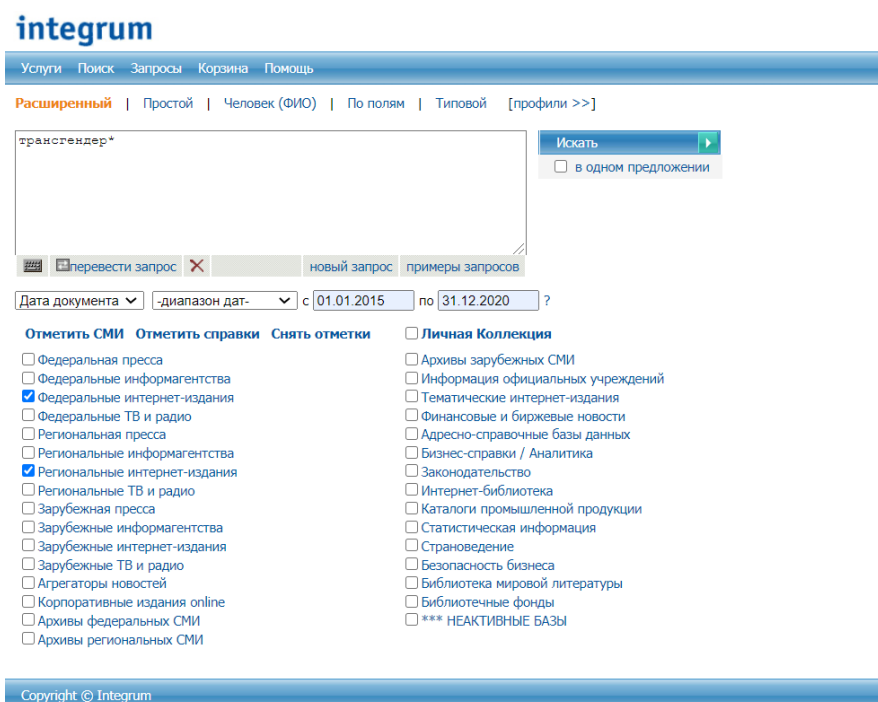 integrum
Услуги Поиск Запросы Корзина Помощь
Расширенный | Простой | Человек (ФИО) | По полям | Типовой [профили >>]
трансгендер*
Искать
в одном предложении
перевести запрос новый запрос примеры запросов
Дата документа -диапазон дат- с 01.01.2015 по 31.12.2020 ?
Отметить СМИ Отметить справки Снять отметки
Федеральная пресса
Федеральные информагентства
Федеральные интернет-издания
Федеральные ТВ и радио
Региональная пресса
Региональные информагентства
Региональные интернет-издания
Региональные ТВ и радио
Зарубежная пресса
Зарубежные информагентства
Зарубежные интернет-издания
Зарубежные ТВ и радио
Агрегаторы новостей
Корпоративные издания online
Архивы федеральных СМИ
Архивы региональных СМИ
Личная Коллекция
Архивы зарубежных СМИ
Информация официальных учреждений
Тематические интернет-издания
Финансовые и биржевые новости
Адресно-справочные базы данных
Бизнес-справки / Аналитика
Законодательство
Интернет-библиотека
Каталоги промышленной продукции
Статистическая информация
Страноведение
Безопасность бизнеса
Библиотека мировой литературы
Библиотечные фонды
*** НЕАКТИВНЫЕ БАЗЫ
Copyright © Integrum